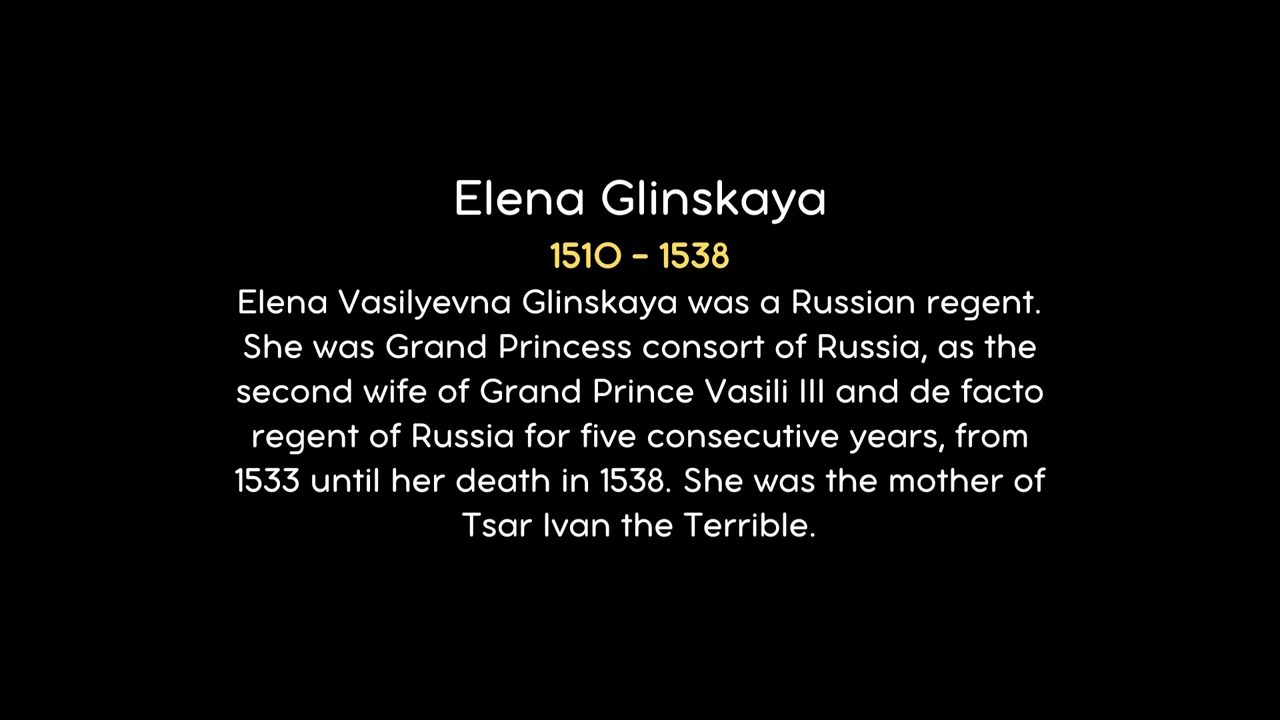 Elena Glinskaya
1510 – 1538
Elena Vasilyevna Glinskaya was a Russian regent.
She was Grand Princess consort of Russia, as the
second wife of Grand Prince Vasili III and de facto
regent of Russia for five consecutive years, from
1533 until her death in 1538. She was the mother of
Tsar Ivan the Terrible.